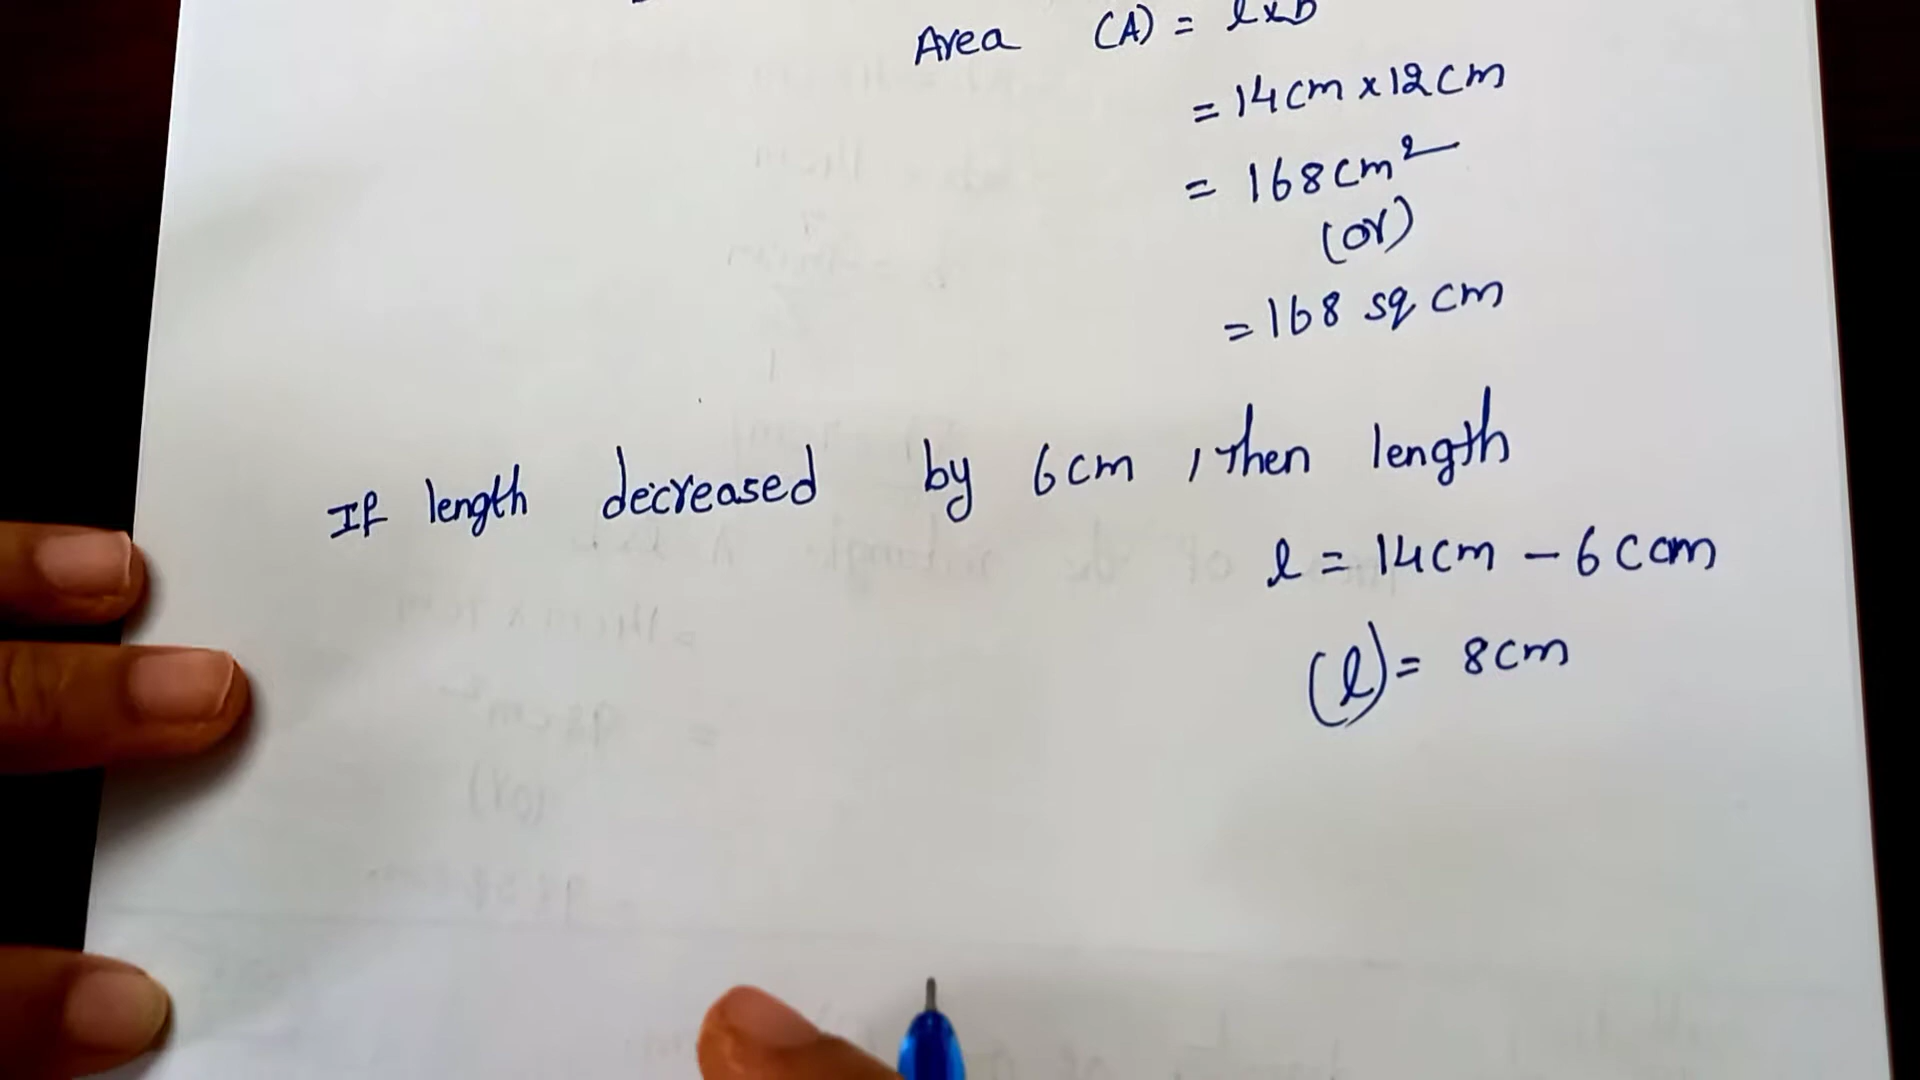 Area (A) = l x b
= 14cm x 12cm
= 168cm²
(or)
= 168 sq cm
If length decreased by 6cm, then length
l = 14cm - 6cm
(l) = 8cm